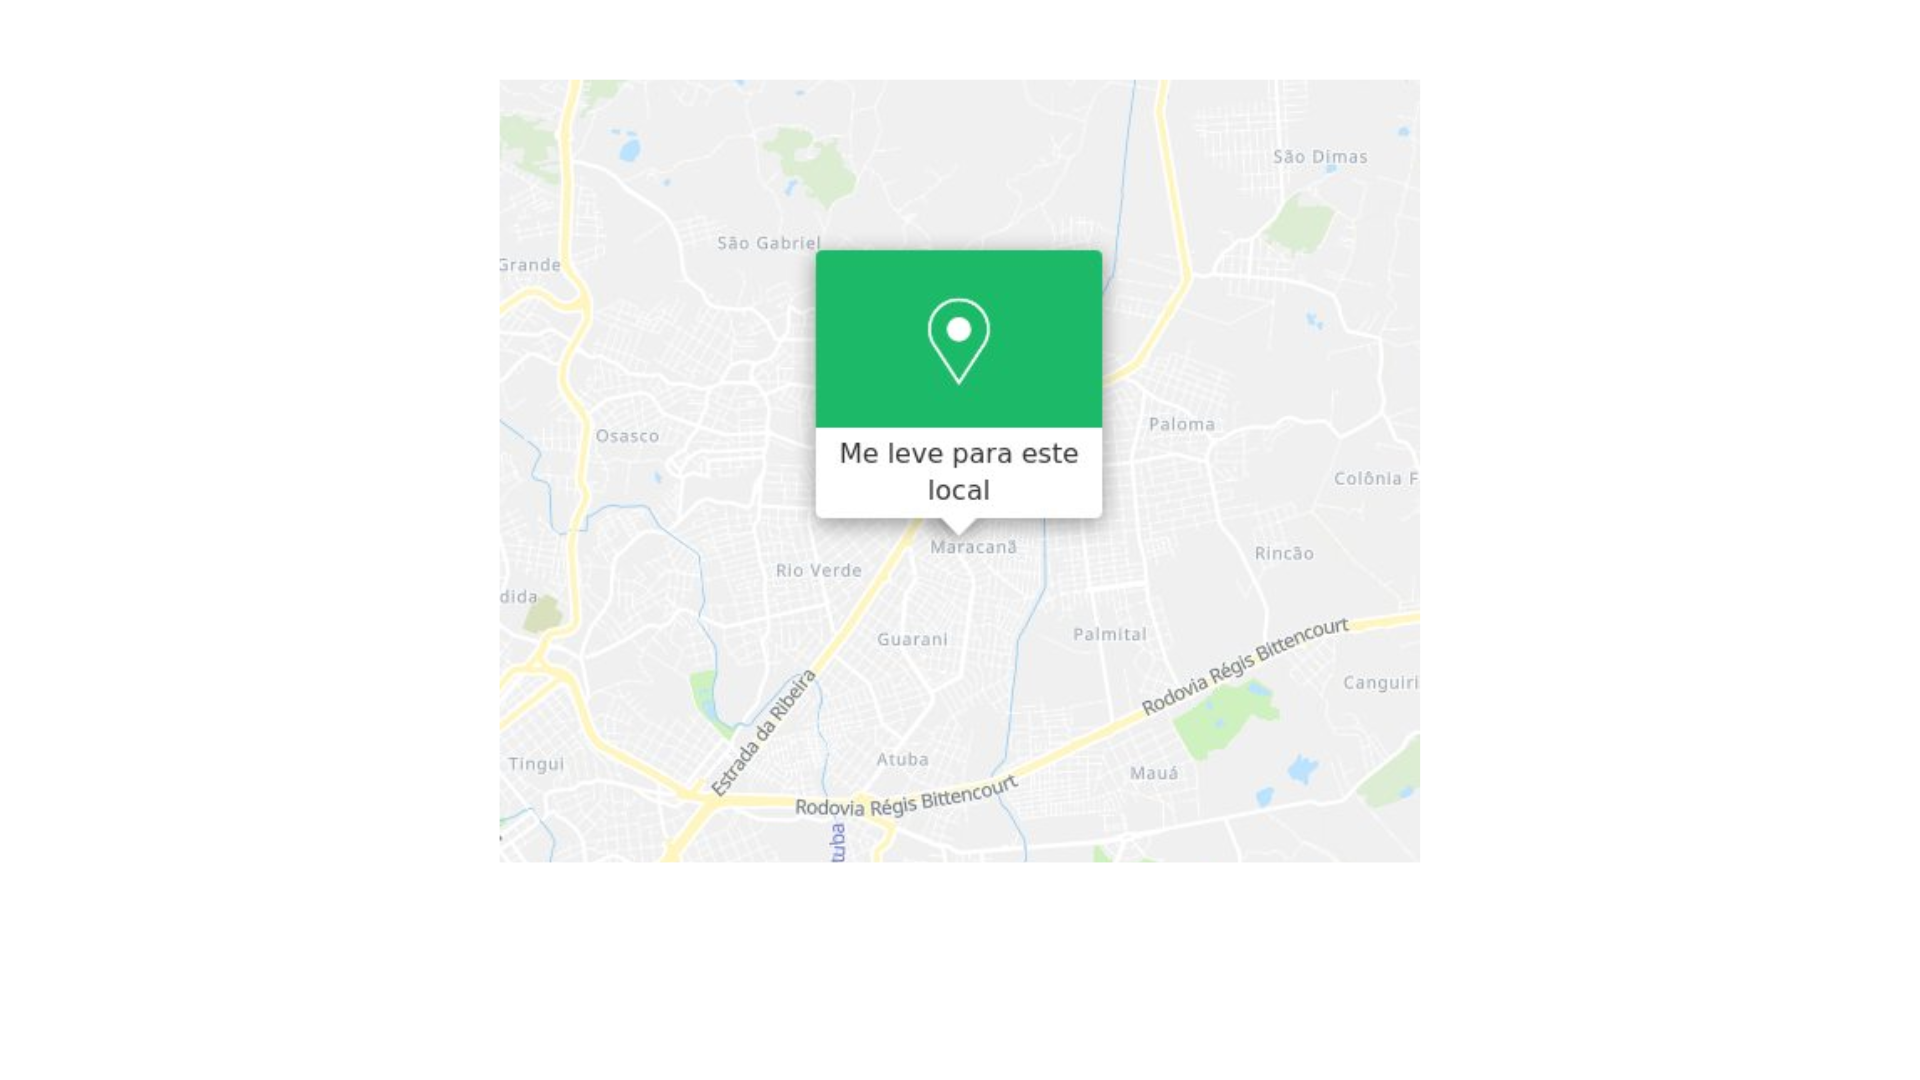 São Dimas
São Gabriel
Grande
Paloma
Me leve para este
local
Osasco
Colônia F
Maracanã
Rincão
Rio Verde
dida
Palmital
Guarani
Rodovia Régis Bittencourt
Canguiri
Estrada da Ribeira
Atuba
Tingui
Mauá
Rodovia Régis Bittencourt
tuba